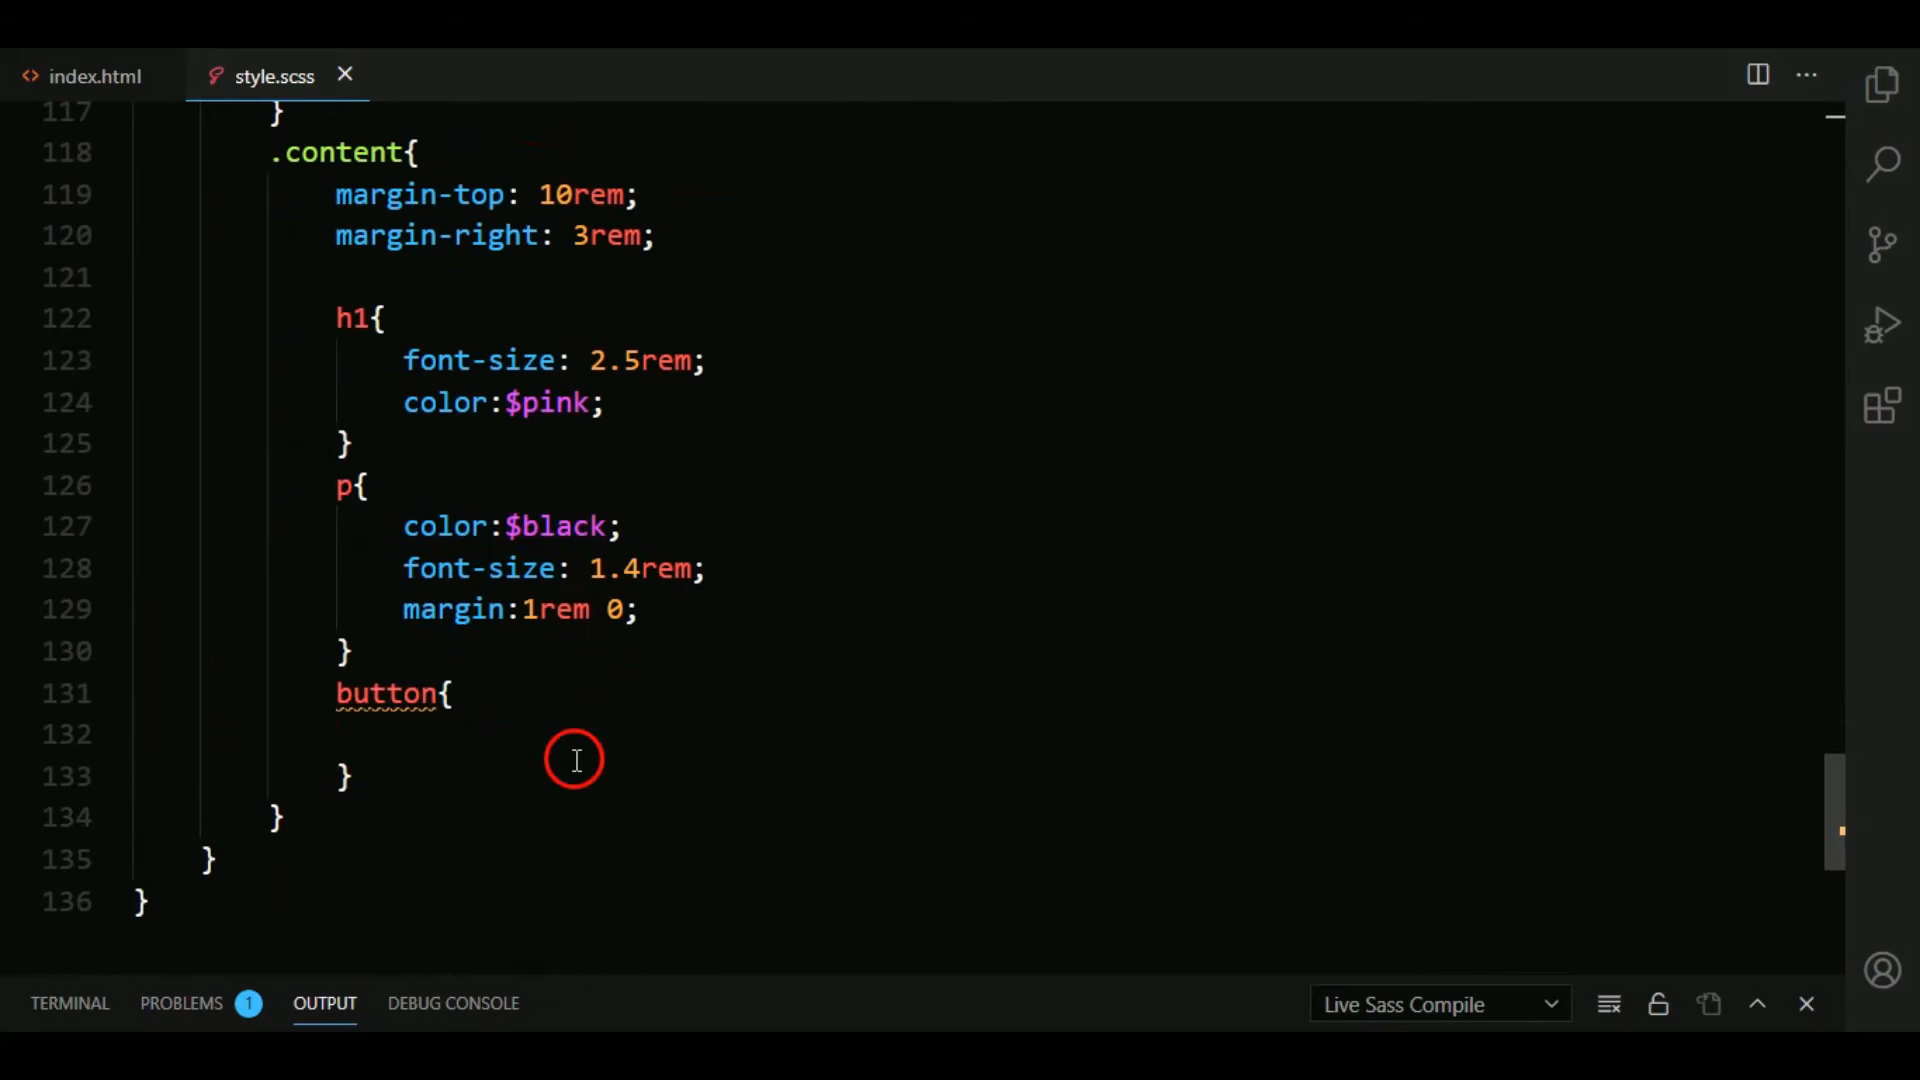 index.html style.scss
117 }
118 .content{
119 margin-top: 10rem;
120 margin-right: 3rem;
121
122 h1{
123 font-size: 2.5rem;
124 color:$pink;
125 }
126 p{
127 color:$black;
128 font-size: 1.4rem;
129 margin:1rem 0;
130 }
131 button{
132
133 }
134 }
135 }
136 }
TERMINAL PROBLEMS 1 OUTPUT DEBUG CONSOLE Live Sass Compile